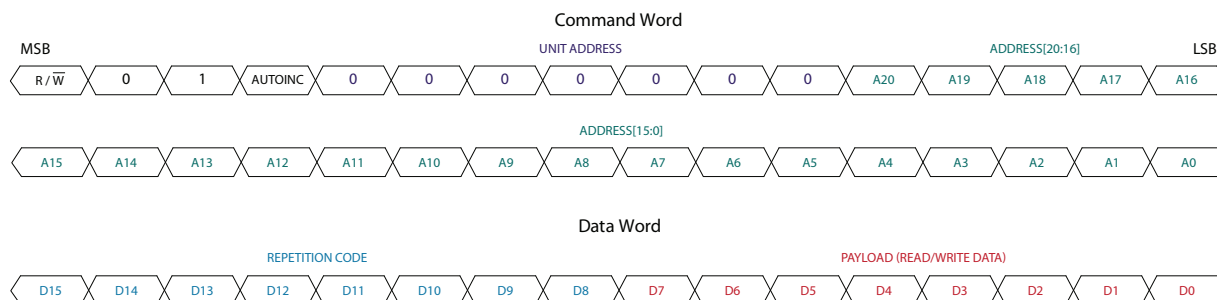 Command Word
MSB UNIT ADDRESS ADDRESS[20:16] LSB
R / W̅ 0 1 AUTOINC 0 0 0 0 0 0 0 A20 A19 A18 A17 A16
ADDRESS[15:0]
A15 A14 A13 A12 A11 A10 A9 A8 A7 A6 A5 A4 A3 A2 A1 A0
Data Word
REPETITION CODE PAYLOAD (READ/WRITE DATA)
D15 D14 D13 D12 D11 D10 D9 D8 D7 D6 D5 D4 D3 D2 D1 D0